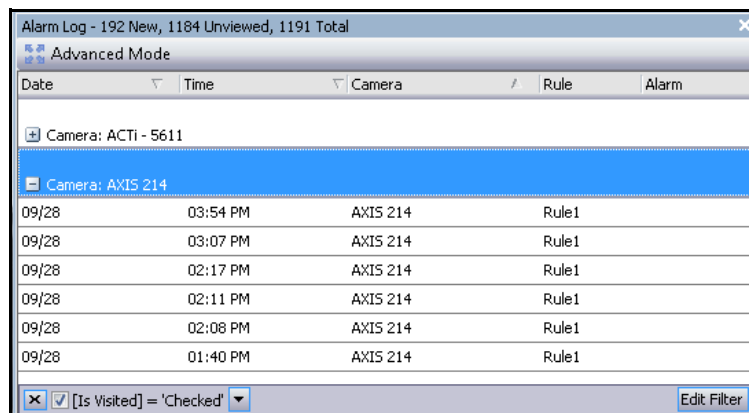 Alarm Log - 192 New, 1184 Unviewed, 1191 Total
Advanced Mode
Date Time Camera Rule Alarm
Camera: ACTi - 5611
Camera: AXIS 214
09/28 03:54 PM AXIS 214 Rule1
09/28 03:07 PM AXIS 214 Rule1
09/28 02:17 PM AXIS 214 Rule1
09/28 02:11 PM AXIS 214 Rule1
09/28 02:08 PM AXIS 214 Rule1
09/28 01:40 PM AXIS 214 Rule1
[Is Visited] = 'Checked' Edit Filter